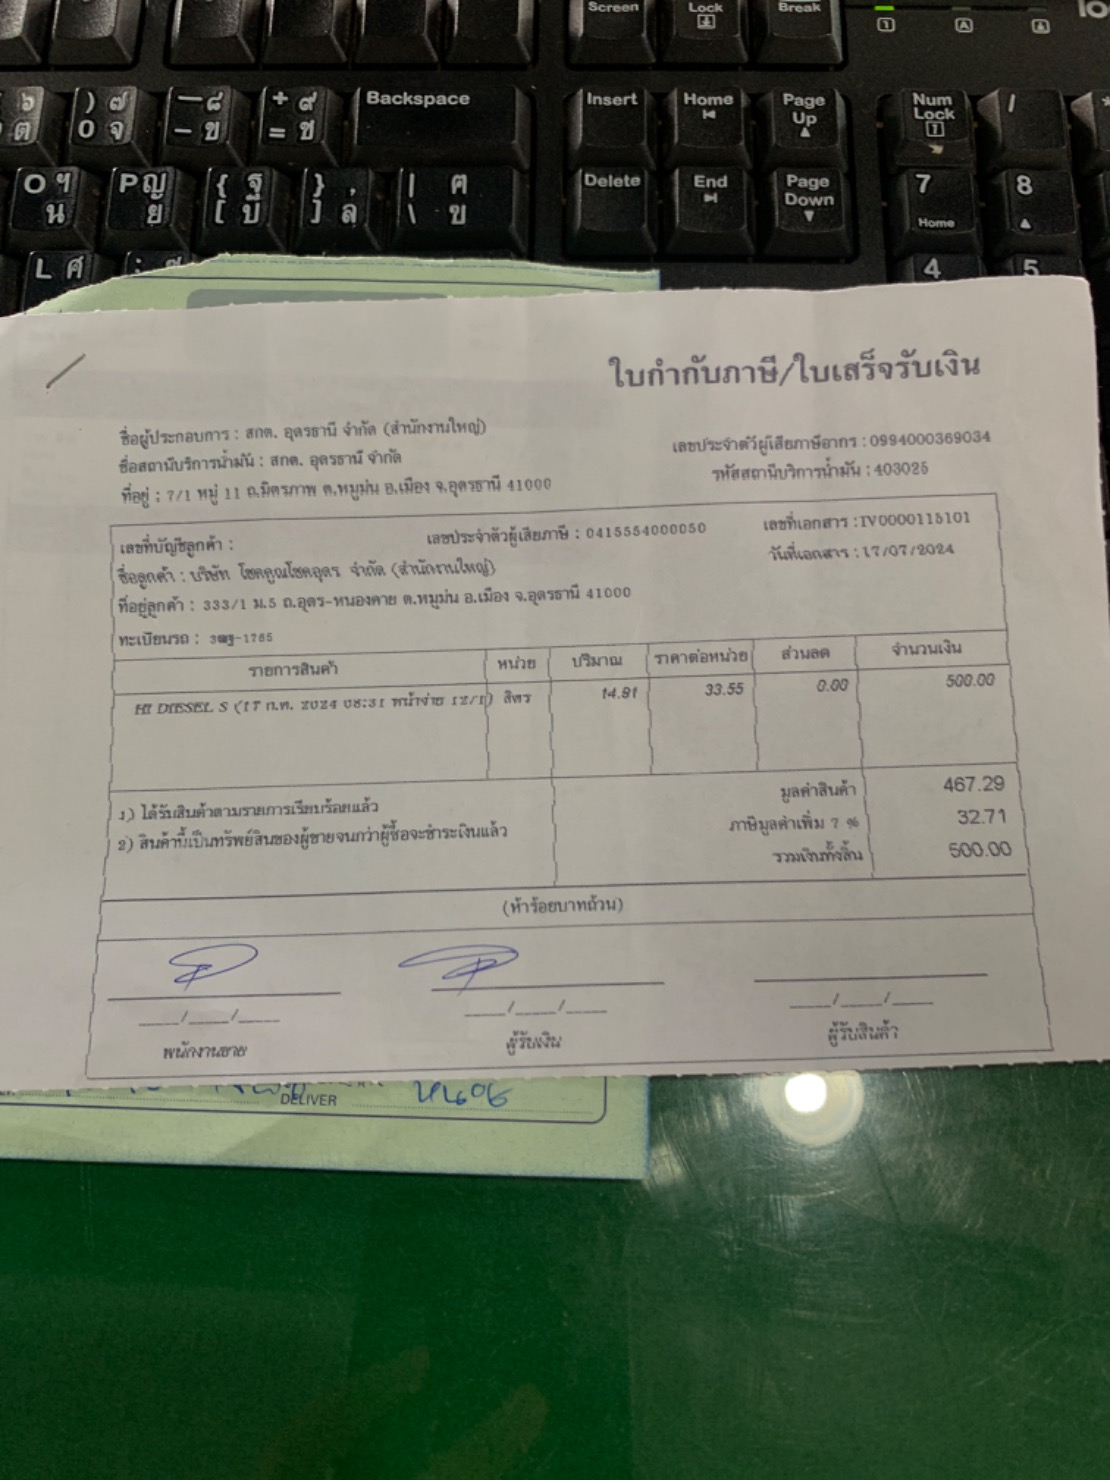 Screen Lock Break
Backspace Insert Home Page Up Num Lock /
Delete End Page Down 7 Home 8
4 5
ใบกำกับภาษี/ใบเสร็จรับเงิน
ชื่อผู้ประกอบการ : สกต. อุดรธานี จำกัด (สำนักงานใหญ่)
เลขประจำตัวผู้เสียภาษีอากร : 0994000369034
ชื่อสถานีบริการน้ำมัน : สกต. อุดรธานี จำกัด
รหัสสถานีบริการน้ำมัน : 403025
ที่อยู่ : 7/1 หมู่ 11 ถ.มิตรภาพ ต.หมูม่น อ.เมือง จ.อุดรธานี 41000
เลขที่บัญชีลูกค้า : เลขประจำตัวผู้เสียภาษี : 0415554000050 เลขที่เอกสาร : IV0000115101
ชื่อลูกค้า : บริษัท โชคคูณโชคอุดร จำกัด (สำนักงานใหญ่) วันที่เอกสาร : 17/07/2024
ที่อยู่ลูกค้า : 333/1 ม.5 ถ.อุดร-หนองคาย ต.หมูม่น อ.เมือง จ.อุดรธานี 41000
ทะเบียนรถ : -1765
รายการสินค้า หน่วย ปริมาณ ราคาต่อหน่วย ส่วนลด จำนวนเงิน
HI DIESEL S (17 ก.ค. 2024 08:31 หน้าจ่าย 12/1) ลิตร 14.91 33.55 0.00 500.00
1) ได้รับสินค้าตามรายการเรียบร้อยแล้ว
2) สินค้านี้เป็นทรัพย์สินของผู้ขายจนกว่าผู้ซื้อจะชำระเงินแล้ว
มูลค่าสินค้า 467.29
ภาษีมูลค่าเพิ่ม 7 % 32.71
รวมเงินทั้งสิ้น 500.00
(ห้าร้อยบาทถ้วน)
___/___/___ ___/___/___ ___/___/___
พนักงานขาย ผู้รับเงิน ผู้รับสินค้า
DELIVER